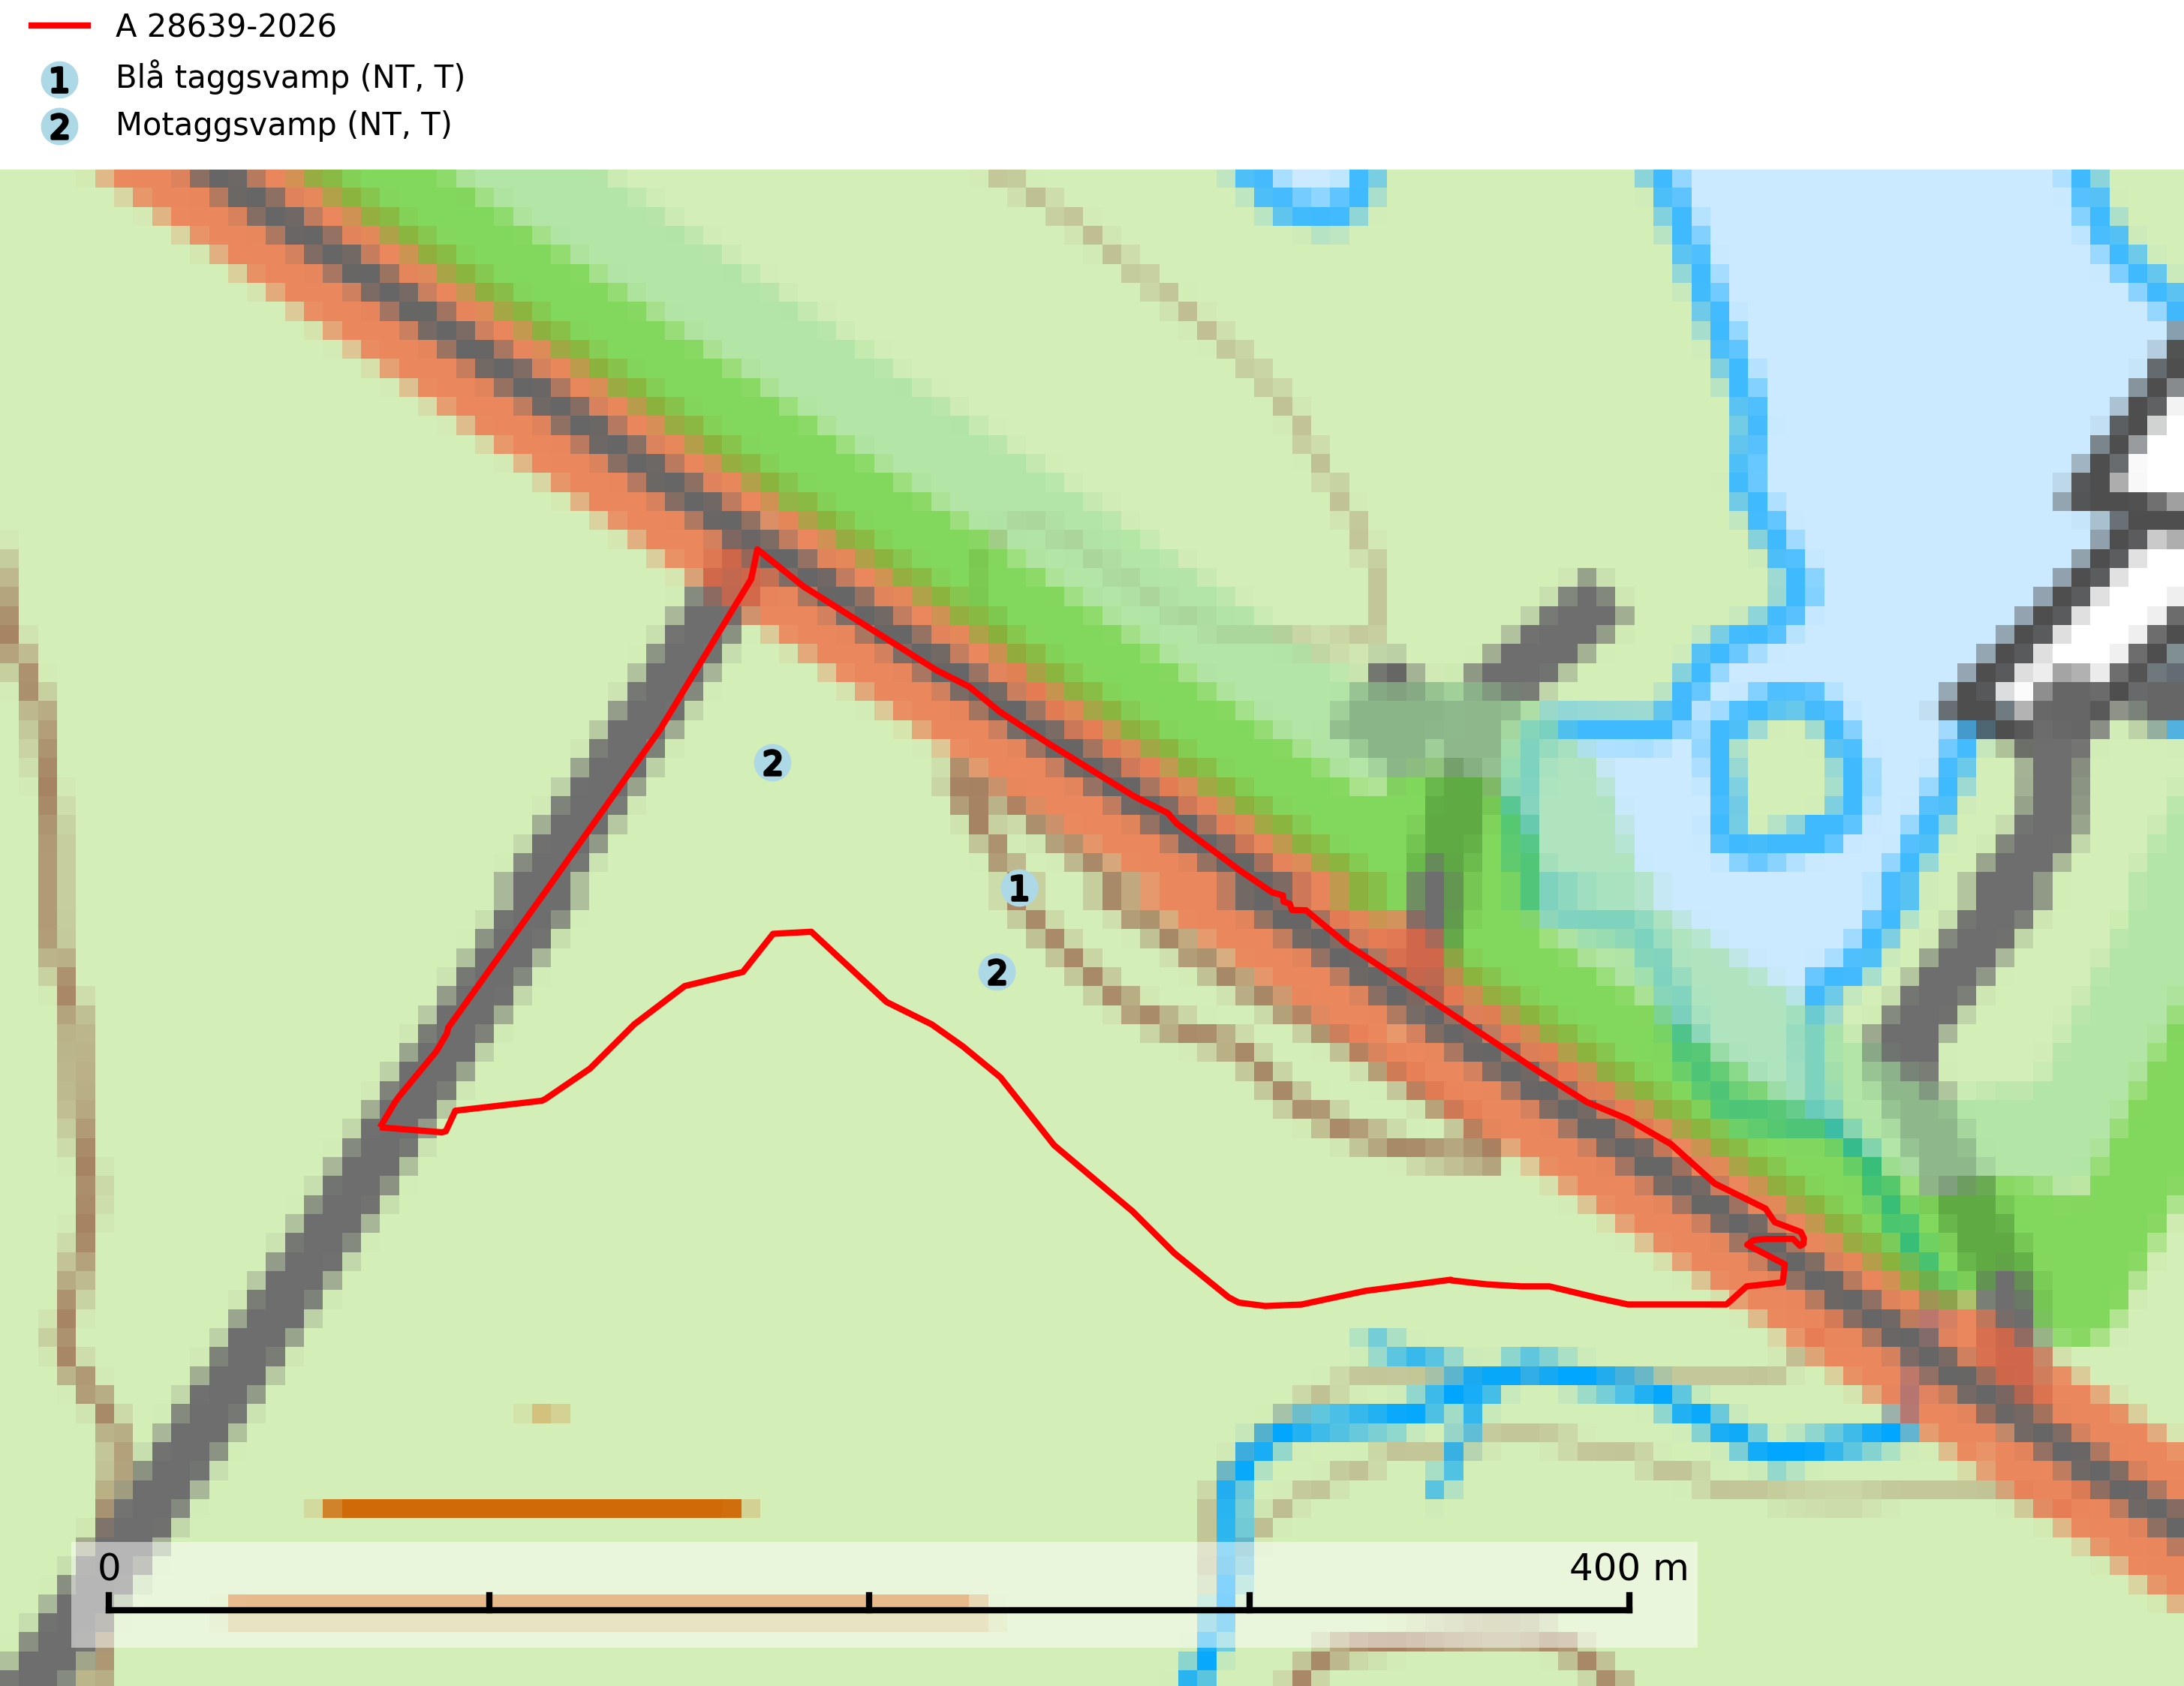 A 28639-2026
1 Blå taggsvamp (NT, T)
2 Motaggsvamp (NT, T)
2
1
2
0 400 m